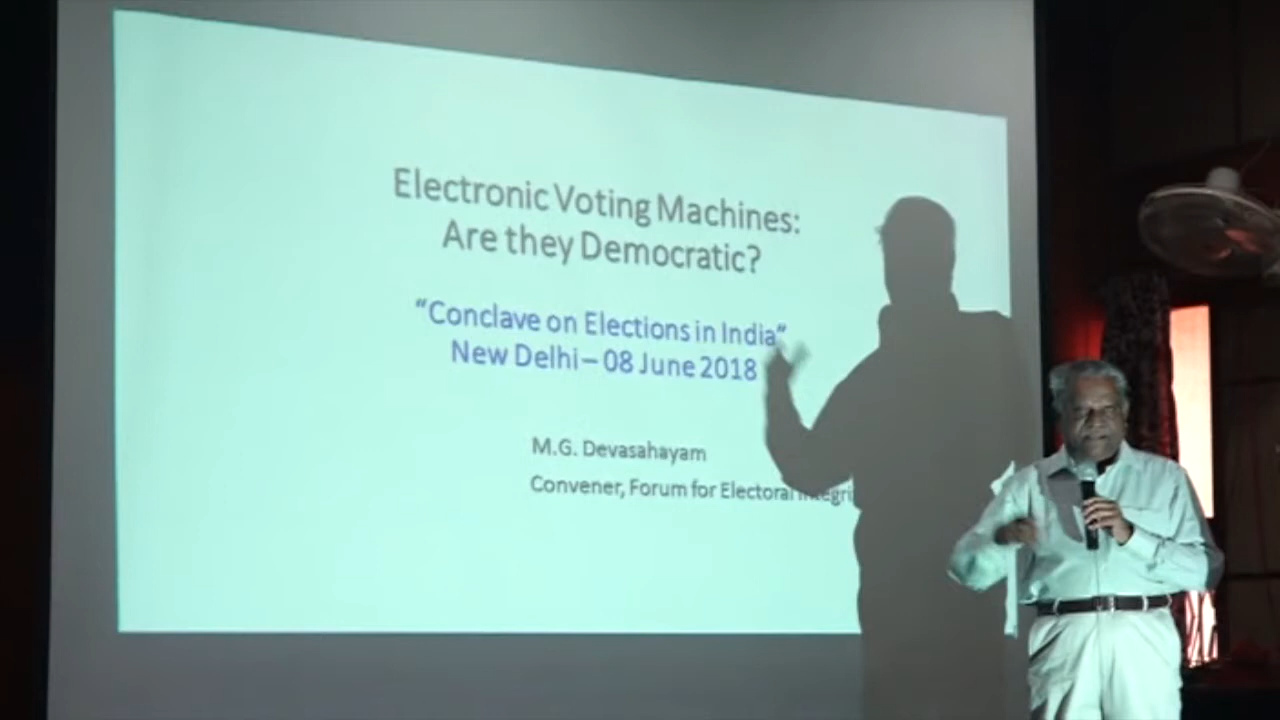 Electronic Voting Machines:
Are they Democratic?
“Conclave on Elections in India”
New Delhi – 08 June 2018
M.G. Devasahayam
Convener, Forum for Electoral